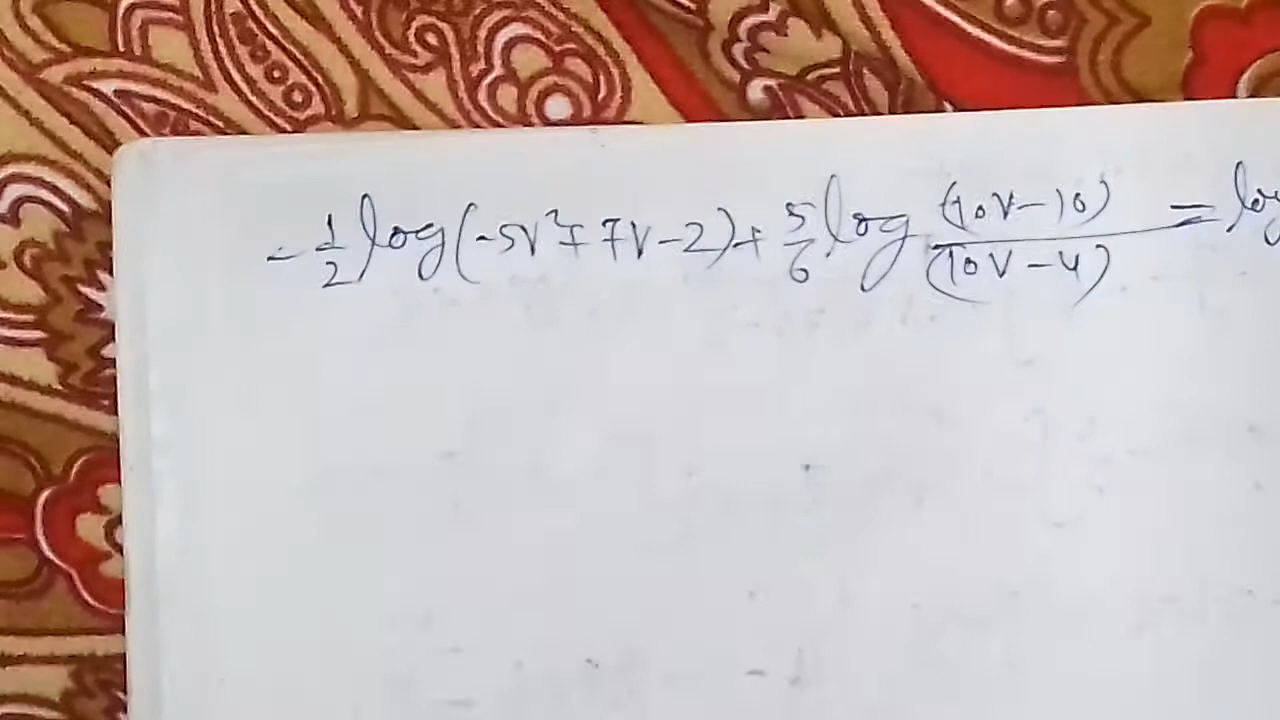 - 1/2 log(-5v²+7v-2)+ 5/6 log (10v-10)/(10v-4) = log